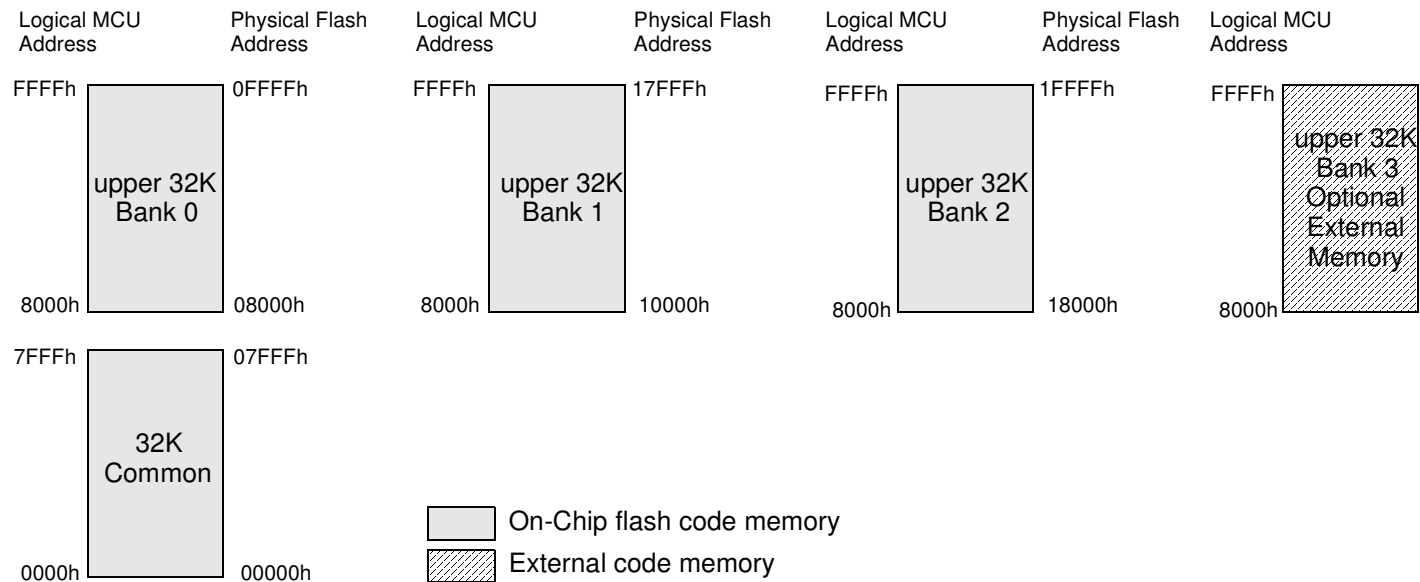 Logical MCU
Address
Physical Flash
Address
Logical MCU
Address
Physical Flash
Address
Logical MCU
Address
Physical Flash
Address
Logical MCU
Address
FFFFh
0FFFFh
FFFFh
17FFFh
FFFFh
1FFFFh
FFFFh
upper 32K
Bank 0
upper 32K
Bank 1
upper 32K
Bank 2
upper 32K
Bank 3
Optional
External
Memory
8000h
08000h
8000h
10000h
8000h
18000h
8000h
7FFFh
07FFFh
32K
Common
0000h
00000h
On-Chip flash code memory
External code memory